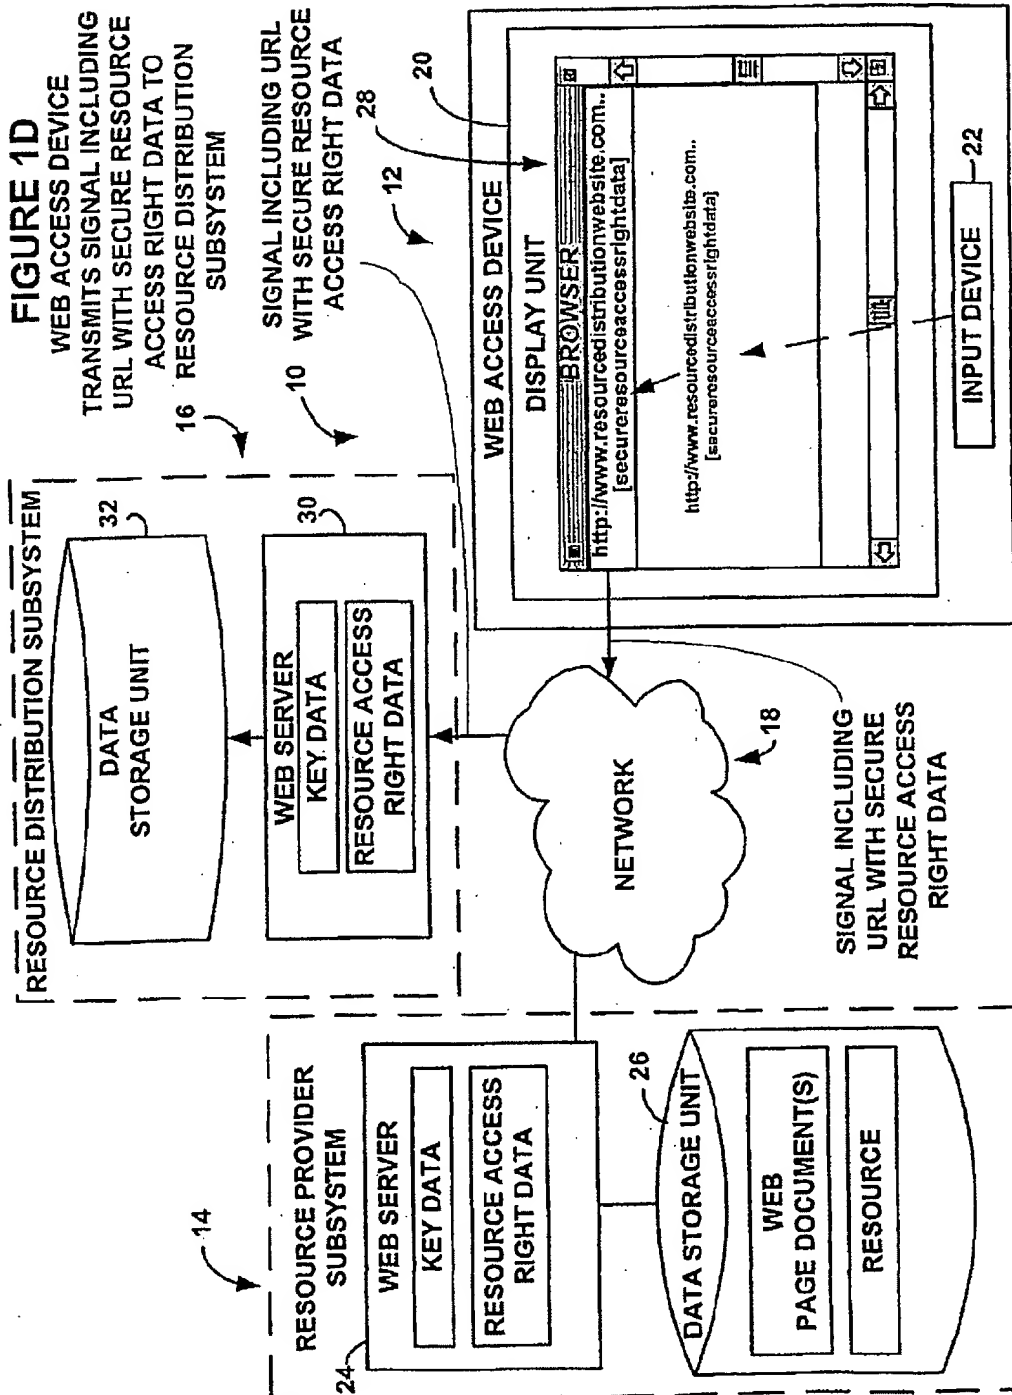 FIGURE 1D
WEB ACCESS DEVICE
TRANSMITS SIGNAL INCLUDING
URL WITH SECURE RESOURCE
ACCESS RIGHT DATA TO
RESOURCE DISTRIBUTION
SUBSYSTEM
16
10
SIGNAL INCLUDING URL
WITH SECURE RESOURCE
ACCESS RIGHT DATA
12
28
20
RESOURCE DISTRIBUTION SUBSYSTEM
32
DATA
STORAGE UNIT
30
WEB SERVER
KEY DATA
RESOURCE ACCESS
RIGHT DATA
WEB ACCESS DEVICE
DISPLAY UNIT
BROWSER
http://www.resourcedistributionwebsite.com..
[secureresourceaccessrightdata]
http://www.resourcedistributionwebsite.com..
[secureresourceaccessrightdata]
INPUT DEVICE
22
14
RESOURCE PROVIDER
SUBSYSTEM
24
WEB SERVER
KEY DATA
RESOURCE ACCESS
RIGHT DATA
26
DATA STORAGE UNIT
WEB
PAGE DOCUMENT(S)
RESOURCE
NETWORK
18
SIGNAL INCLUDING
URL WITH SECURE
RESOURCE ACCESS
RIGHT DATA